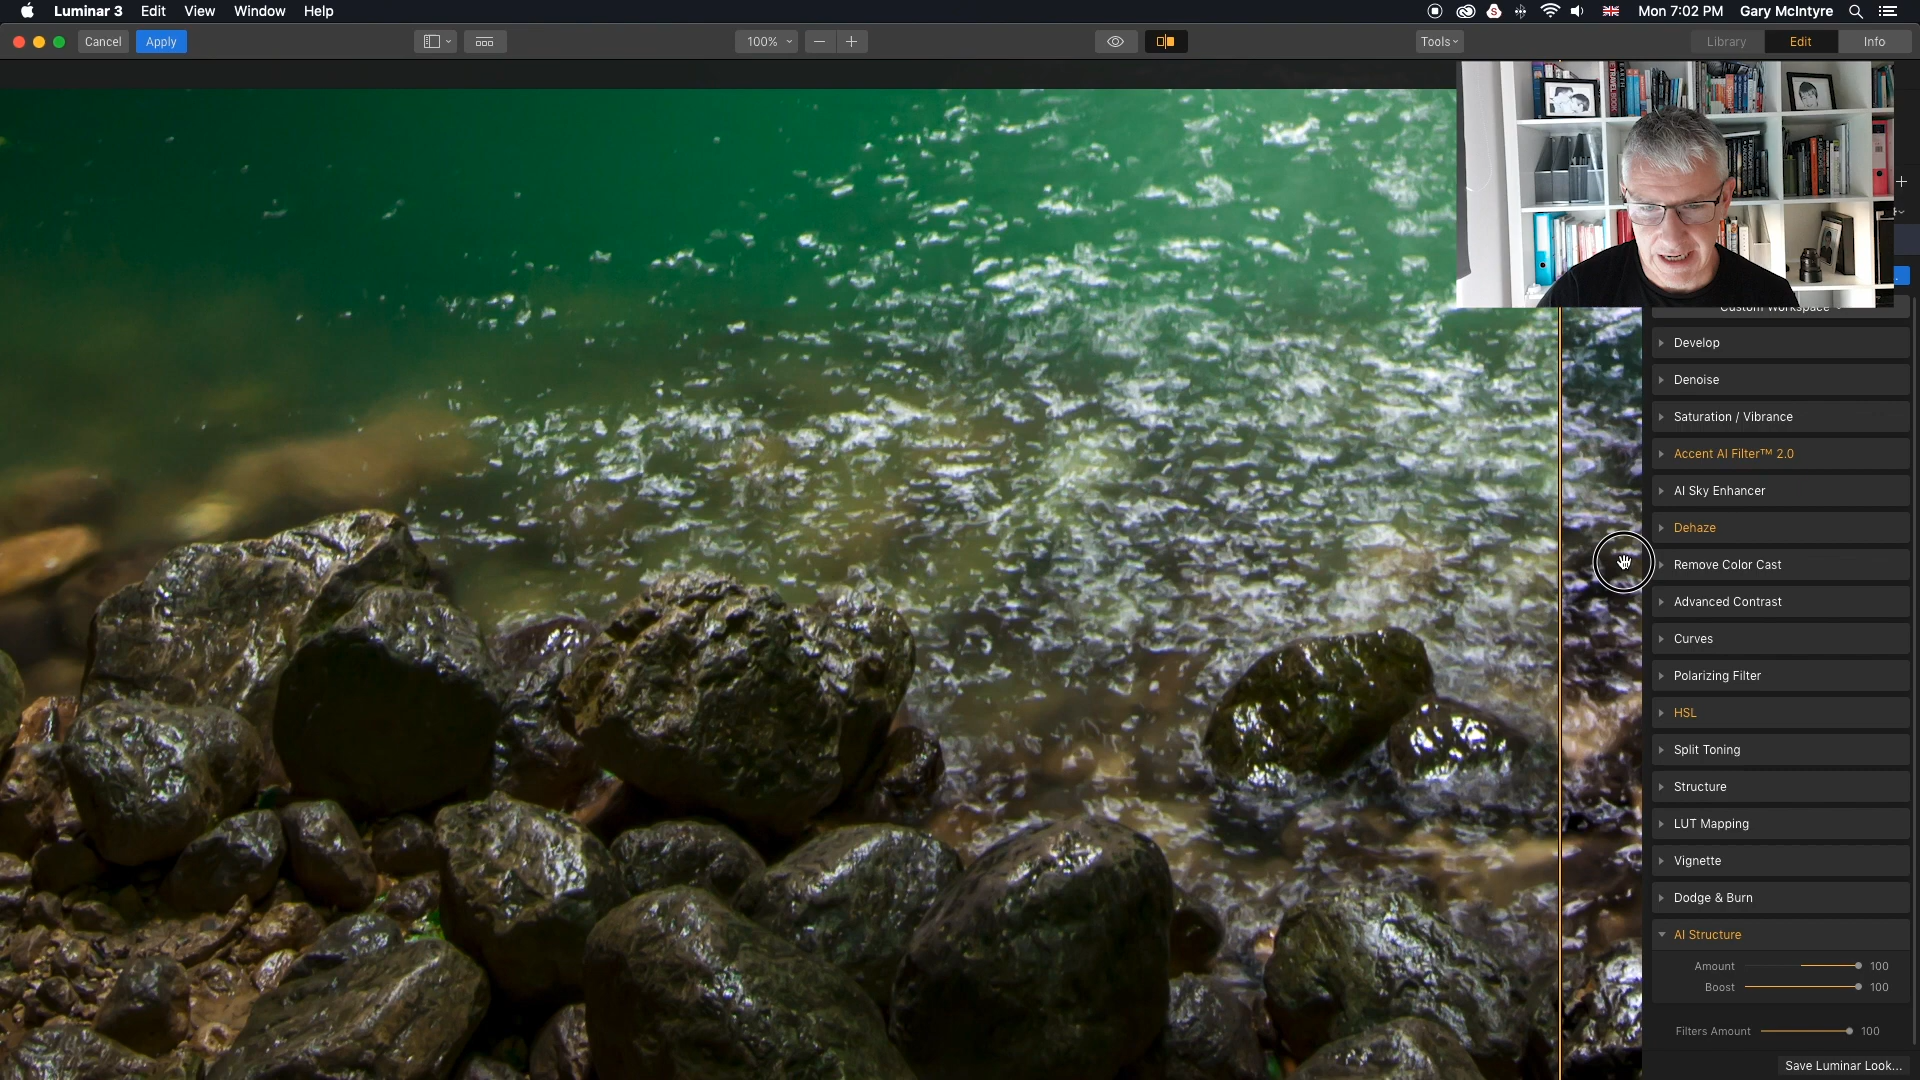 Luminar 3 Edit View Window Help Mon 7:02 PM Gary McIntyre
Cancel Apply 100% Tools Library Edit Info
Custom Workspace
Develop
Denoise
Saturation / Vibrance
Accent AI Filter™ 2.0
AI Sky Enhancer
Dehaze
Remove Color Cast
Advanced Contrast
Curves
Polarizing Filter
HSL
Split Toning
Structure
LUT Mapping
Vignette
Dodge & Burn
AI Structure
Amount 100
Boost 100
Filters Amount 100
Save Luminar Look...